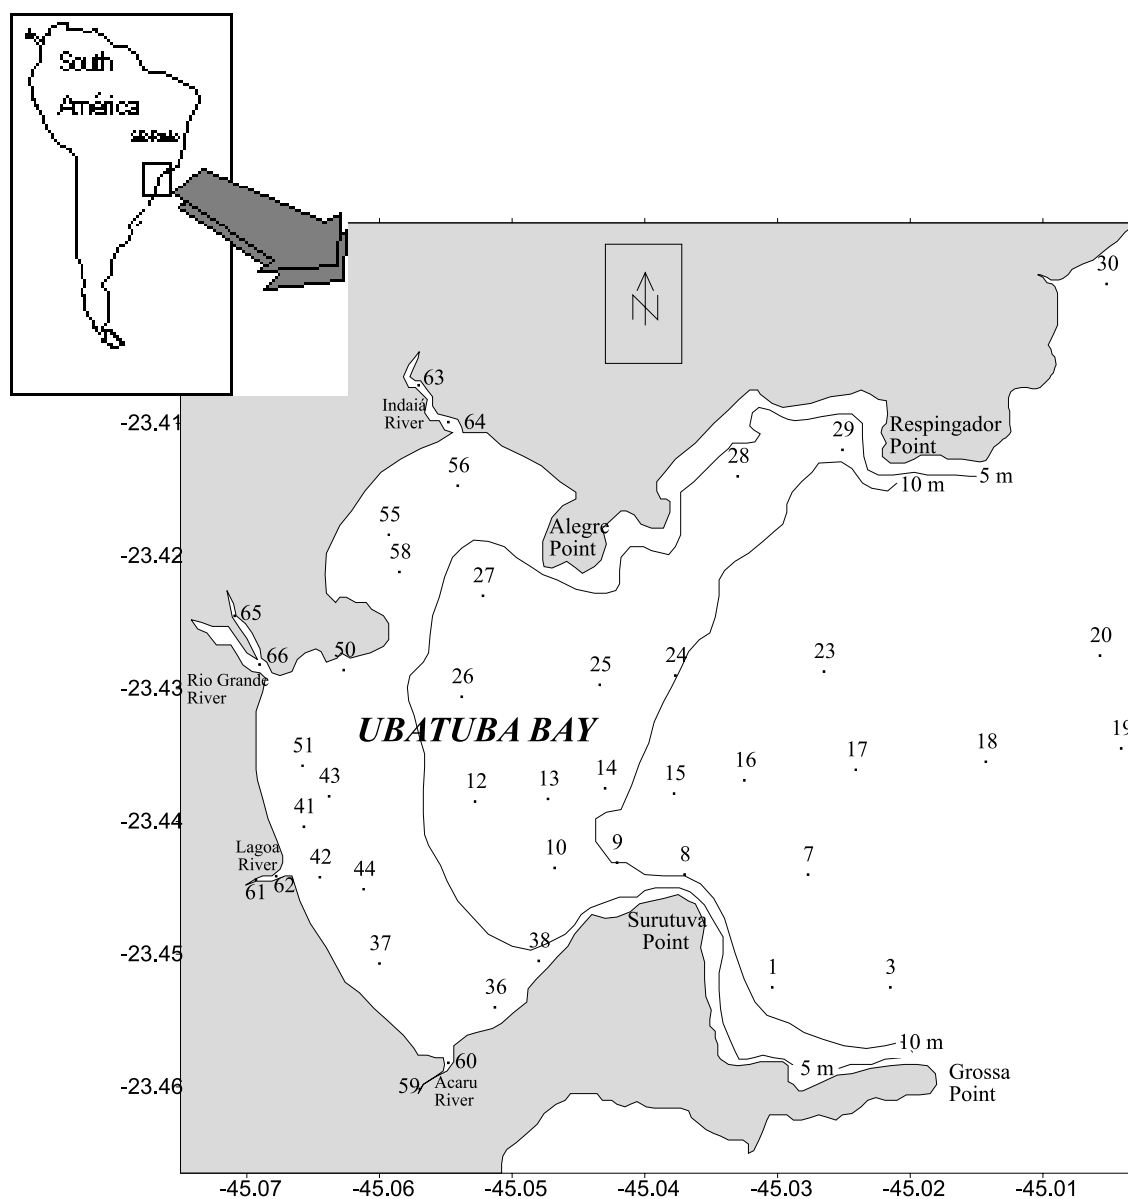 South
América
São Paulo
30
63
Indaiá
River
64
-23.41
Respingador
Point
29
28
5 m
10 m
56
55
Alegre
Point
58
-23.42
27
65
66
50
20
Rio Grande
River
-23.43
26
25
24
23
UBATUBA BAY
19
51
43
12
13
14
15
16
17
18
41
-23.44
Lagoa
River
42
44
10
9
8
7
61
62
Surutuva
Point
-23.45
37
38
36
1
3
10 m
5 m
60
59
Acaru
River
Grossa
Point
-23.46
-45.07
-45.06
-45.05
-45.04
-45.03
-45.02
-45.01